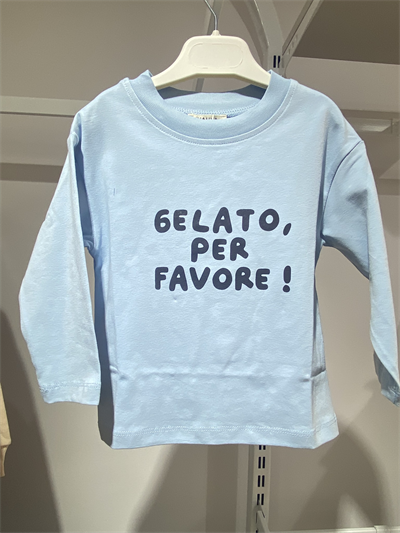 GELATO,
PER
FAVORE !